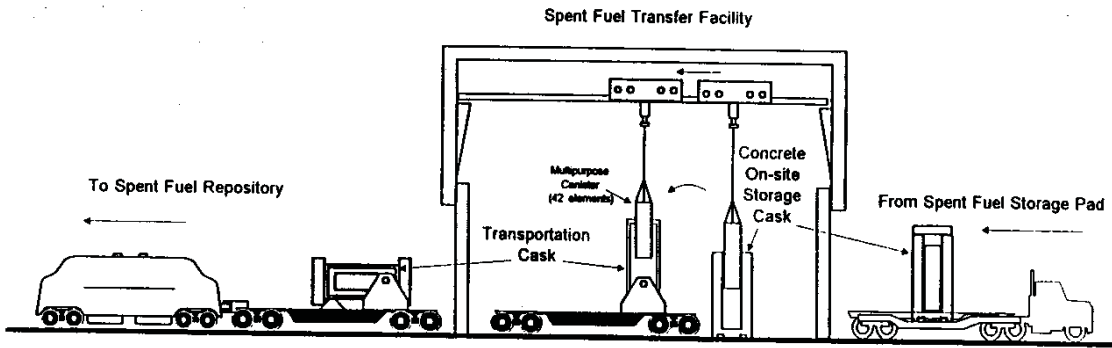 Spent Fuel Transfer Facility
To Spent Fuel Repository
Transportation
Cask
Multipurpose
Canister
(42 elements)
Concrete
On-site
Storage
Cask
From Spent Fuel Storage Pad